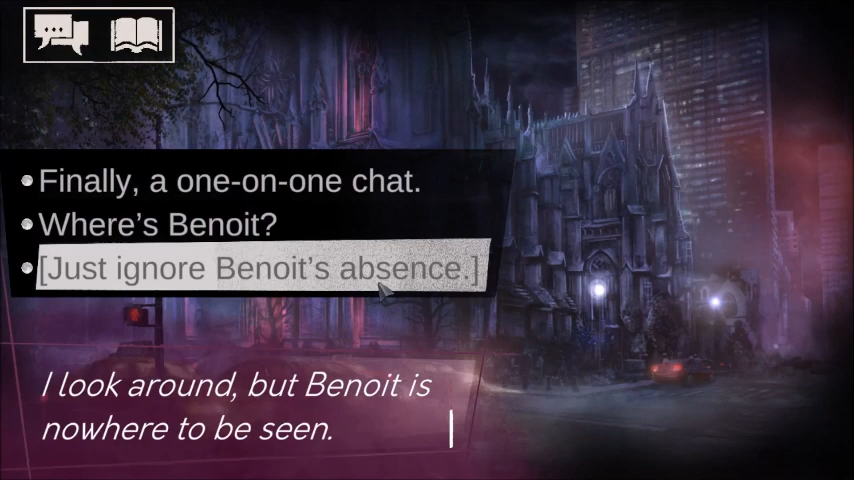 Finally, a one-on-one chat.
Where's Benoit?
[Just ignore Benoit's absence.]
I look around, but Benoit is
nowhere to be seen.